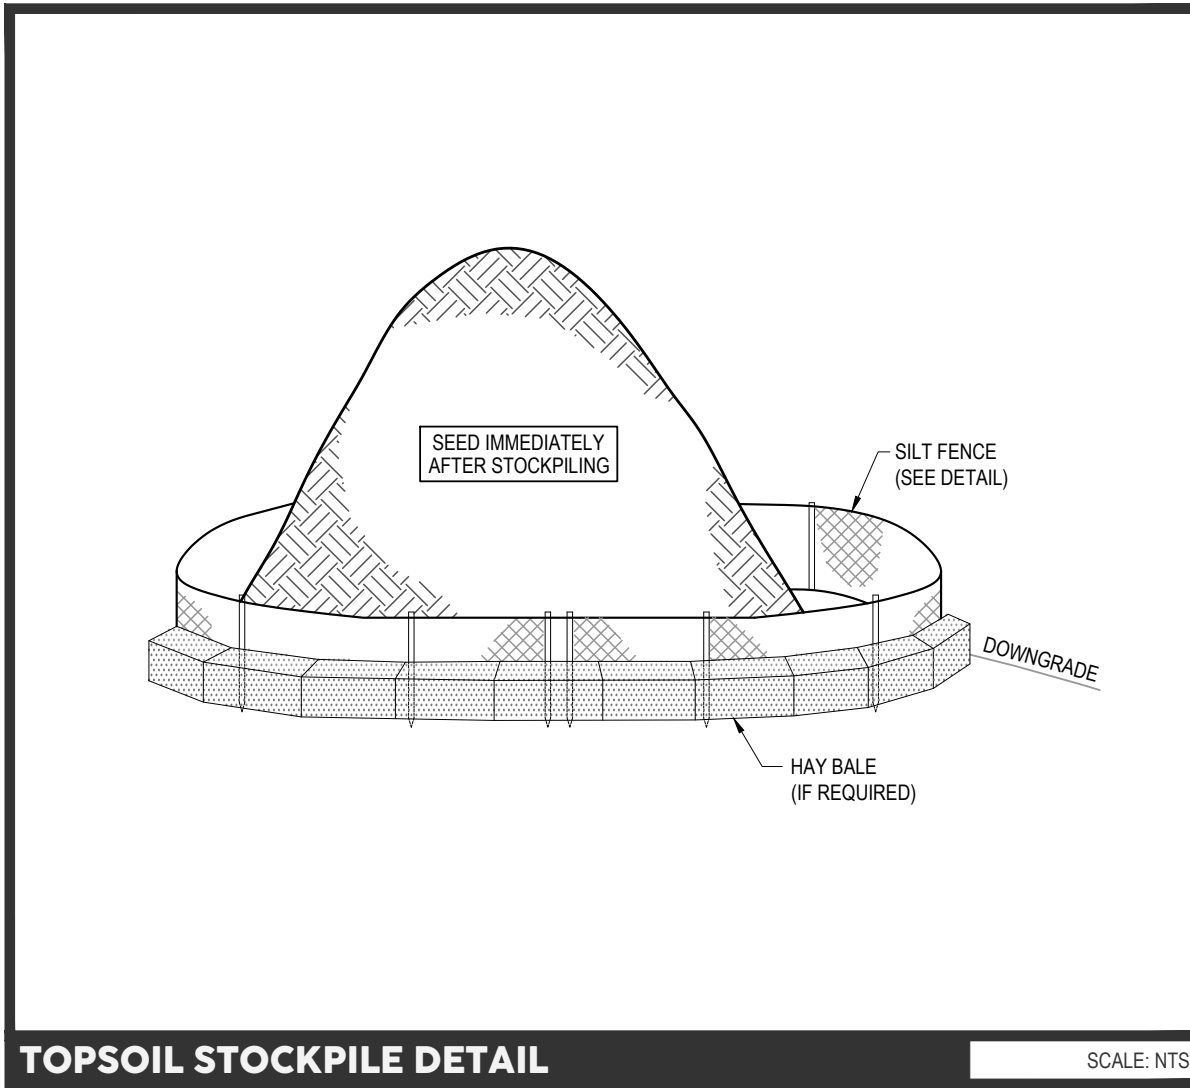 SEED IMMEDIATELY
AFTER STOCKPILING
SILT FENCE
(SEE DETAIL)
DOWNGRADE
HAY BALE
(IF REQUIRED)
TOPSOIL STOCKPILE DETAIL
SCALE: NTS